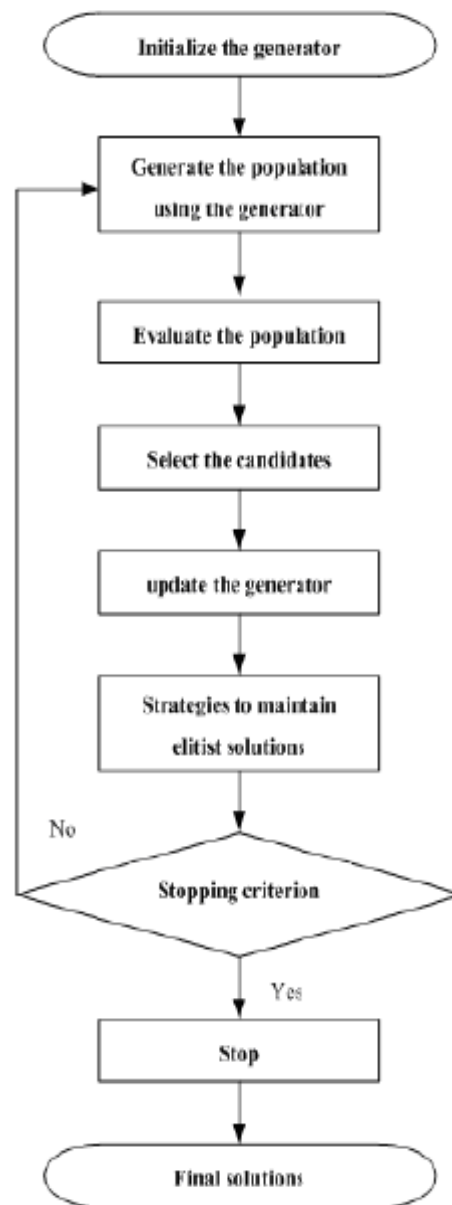 Initialize the generator
Generate the population
using the generator
Evaluate the population
Select the candidates
update the generator
Strategies to maintain
elitist solutions
No
Stopping criterion
Yes
Stop
Final solutions